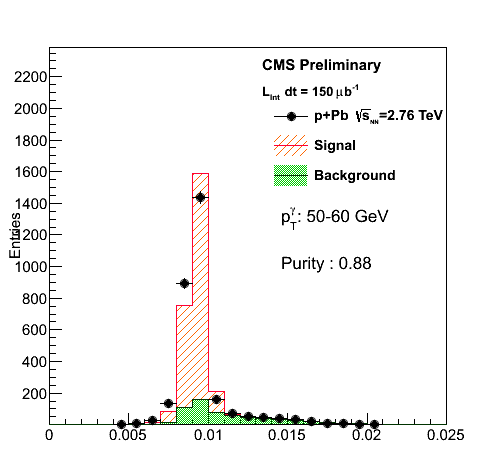 CMS Preliminary
L_Int dt = 150 μb⁻¹
p+Pb √s_NN=2.76 TeV
Signal
Background
p_T^γ: 50-60 GeV
Purity : 0.88
Entries
2200
2000
1800
1600
1400
1200
1000
800
600
400
200
0 0.005 0.01 0.015 0.02 0.025